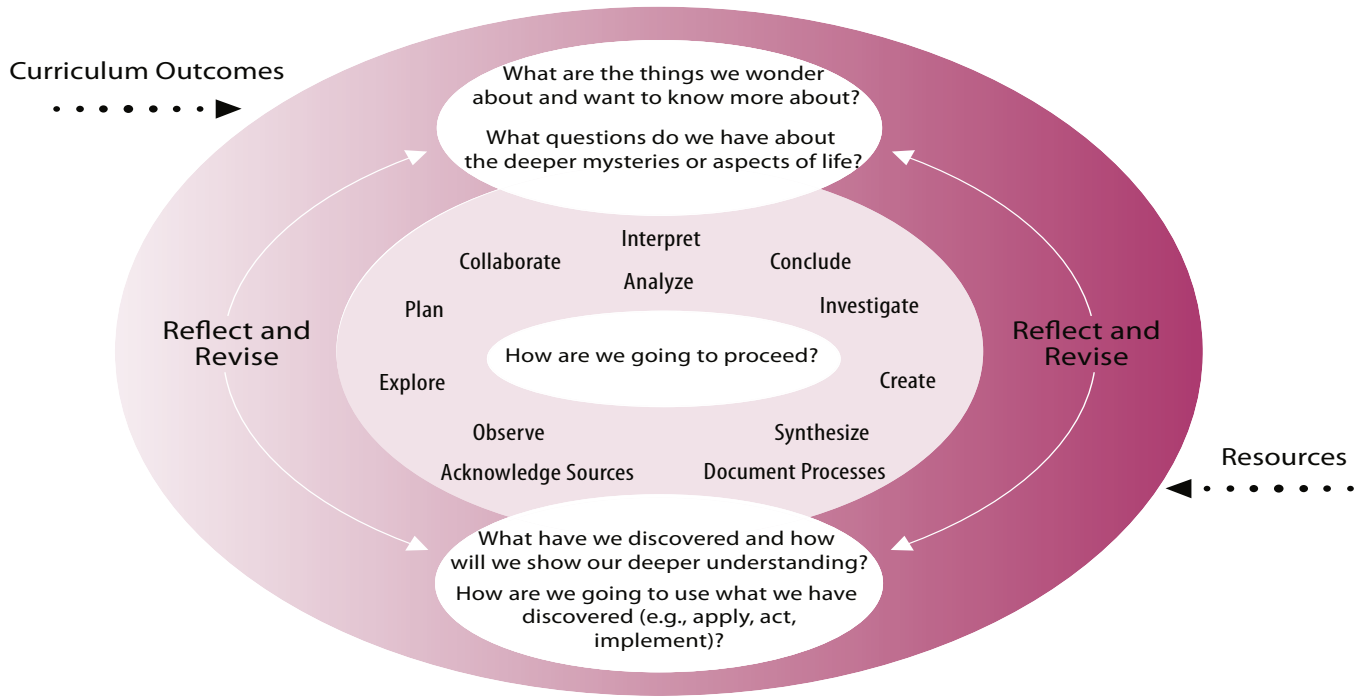 Curriculum Outcomes
What are the things we wonder
about and want to know more about?
What questions do we have about
the deeper mysteries or aspects of life?
Interpret
Collaborate
Conclude
Analyze
Plan
Investigate
Reflect and
Revise
How are we going to proceed?
Reflect and
Revise
Explore
Create
Observe
Synthesize
Acknowledge Sources
Document Processes
Resources
What have we discovered and how
will we show our deeper understanding?
How are we going to use what we have
discovered (e.g., apply, act,
implement)?